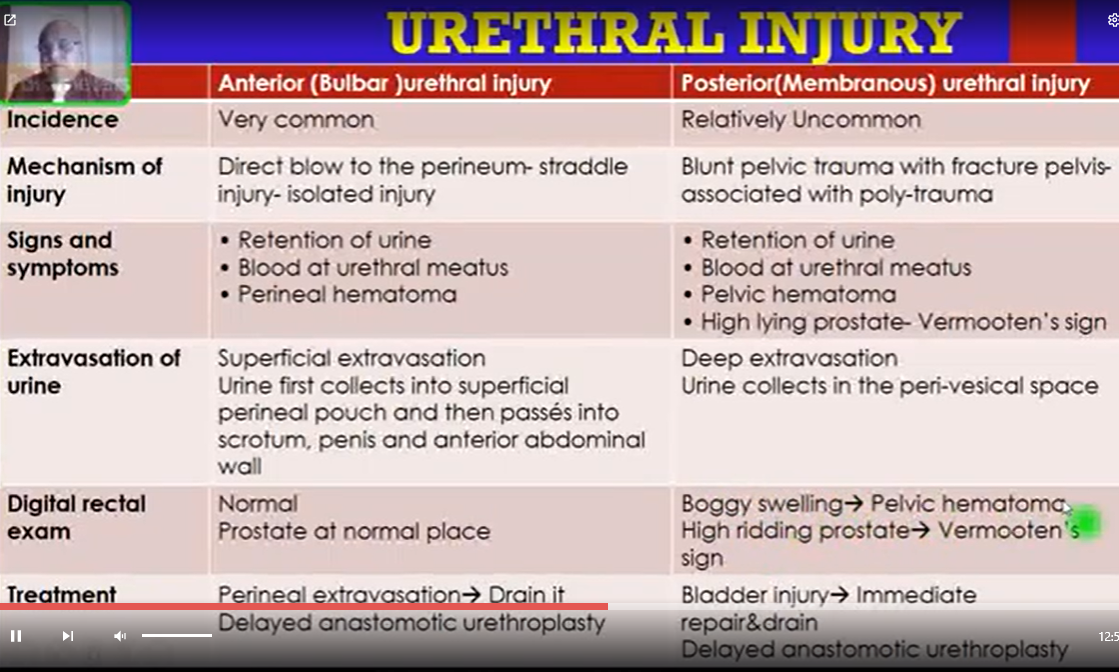 URETHRAL INJURY
Anterior (Bulbar )urethral injury
Posterior(Membranous) urethral injury
Incidence
Very common
Relatively Uncommon
Mechanism of
injury
Direct blow to the perineum- straddle
injury- isolated injury
Blunt pelvic trauma with fracture pelvis-
associated with poly-trauma
Signs and
symptoms
• Retention of urine
• Blood at urethral meatus
• Perineal hematoma
• Retention of urine
• Blood at urethral meatus
• Pelvic hematoma
• High lying prostate- Vermooten's sign
Extravasation of
urine
Superficial extravasation
Urine first collects into superficial
perineal pouch and then passés into
scrotum, penis and anterior abdominal
wall
Deep extravasation
Urine collects in the peri-vesical space
Digital rectal
exam
Normal
Prostate at normal place
Boggy swelling→ Pelvic hematoma
High ridding prostate→ Vermooten's
sign
Treatment
Perineal extravasation→ Drain it
Delayed anastomotic urethroplasty
Bladder injury→ Immediate
repair&drain
Delayed anastomotic urethroplasty